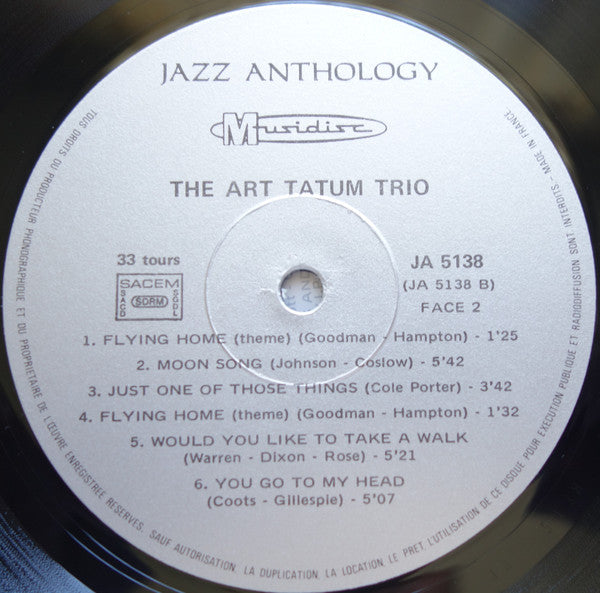 JAZZ ANTHOLOGY
Musidisc
THE ART TATUM TRIO
33 tours
SACEM
SACD
SDRM
SGDL
JA 5138
(JA 5138 B)
FACE 2
1. FLYING HOME (theme) (Goodman - Hampton) - 1'25
2. MOON SONG (Johnson - Coslow) - 5'42
3. JUST ONE OF THOSE THINGS (Cole Porter) - 3'42
4. FLYING HOME (theme) (Goodman - Hampton) - 1'32
5. WOULD YOU LIKE TO TAKE A WALK
(Warren - Dixon - Rose) - 5'21
6. YOU GO TO MY HEAD
(Coots - Gillespie) - 5'07
TOUS DROITS DU PRODUCTEUR PHONOGRAPHIQUE ET DU PROPRIETAIRE DE L'ŒUVRE ENREGISTREE RESERVES. SAUF AUTORISATION, LA DUPLICATION, LA LOCATION, LE PRET, L'UTILISATION DE CE DISQUE POUR EXECUTION PUBLIQUE ET RADIODIFFUSION SONT INTERDITS - MADE IN FRANCE